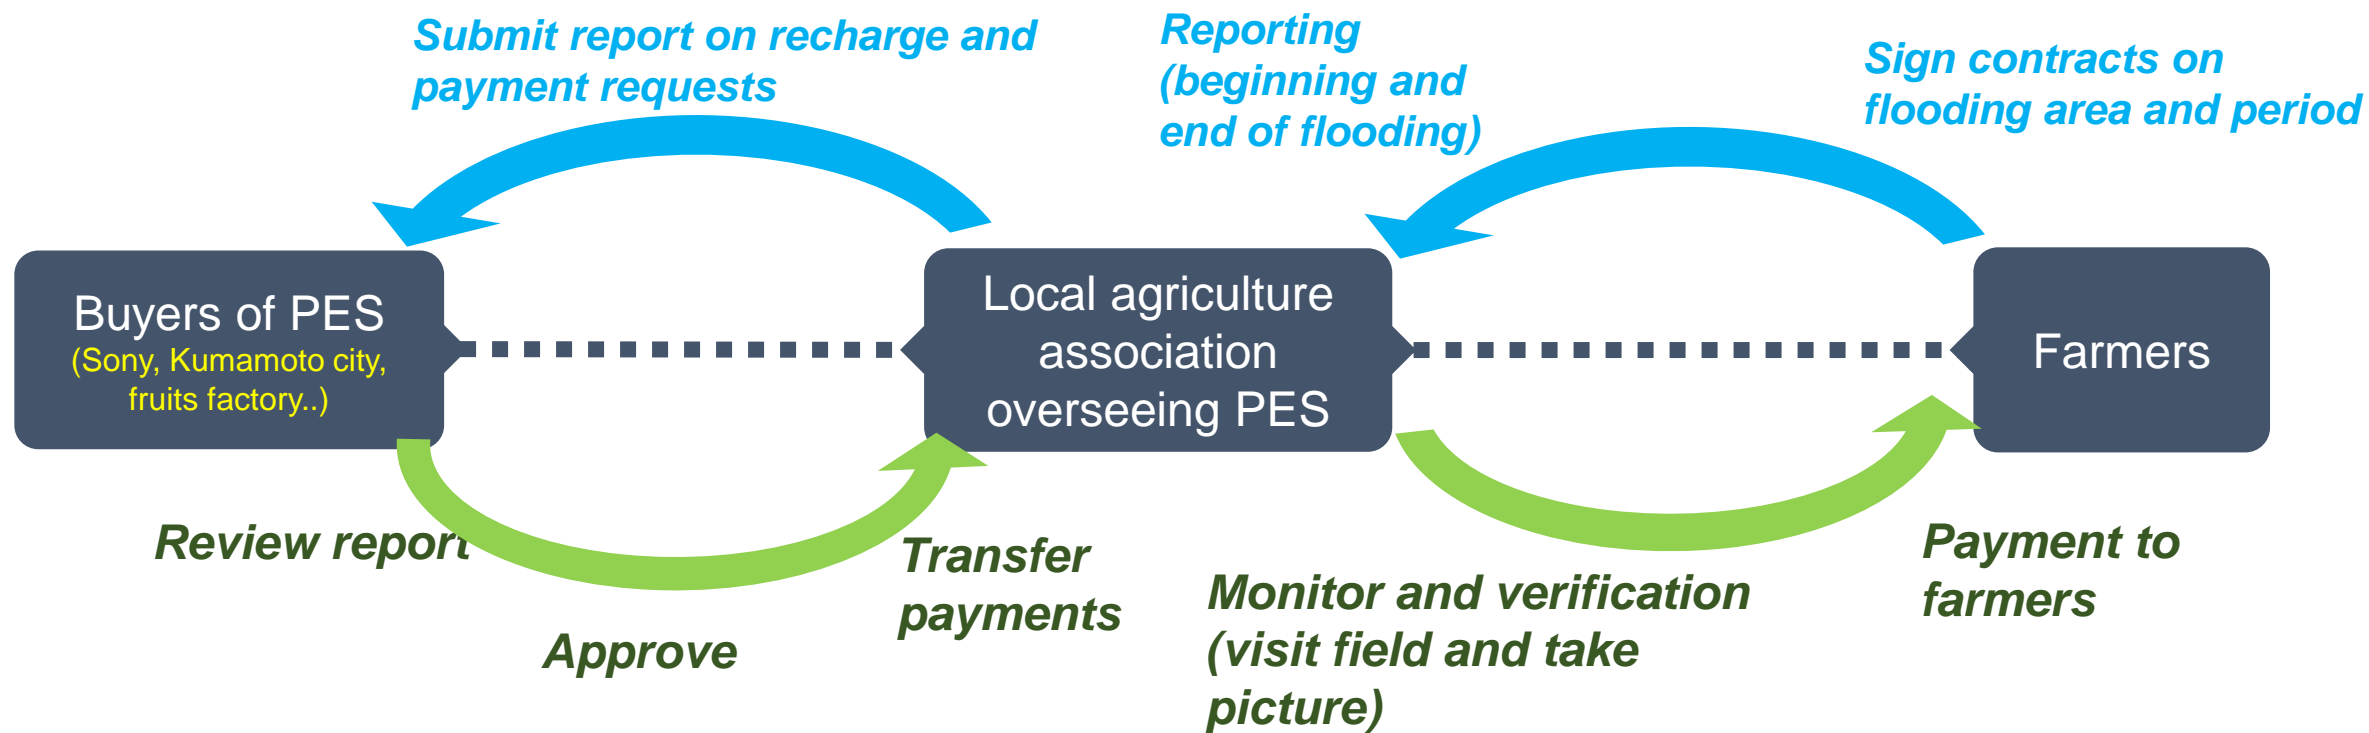 Submit report on recharge and
payment requests
Reporting
(beginning and
end of flooding)
Sign contracts on
flooding area and period
Buyers of PES
(Sony, Kumamoto city,
fruits factory..)
Local agriculture
association
overseeing PES
Farmers
Review report
Approve
Transfer
payments
Monitor and verification
(visit field and take
picture)
Payment to
farmers